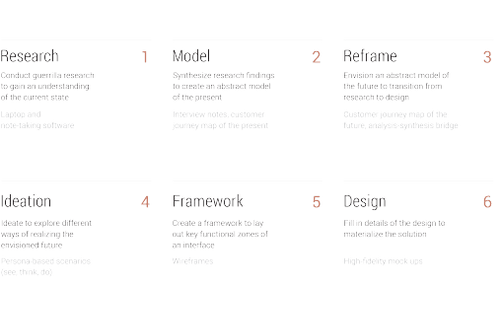 Research 1
Conduct guerrilla research
to gain an understanding
of the current state
Laptop and
note-taking software
Model 2
Synthesize research findings
to create an abstract model
of the present
Interview notes, customer
journey map of the present
Reframe 3
Envision an abstract model of
the future to transition from
research to design
Customer journey map of the
future, analysis-synthesis bridge
Ideation 4
Ideate to explore different
ways of realizing the
envisioned future
Persona-based scenarios
(see, think, do)
Framework 5
Create a framework to lay
out key functional zones of
an interface
Wireframes
Design 6
Fill in details of the design to
materialize the solution
High-fidelity mock ups